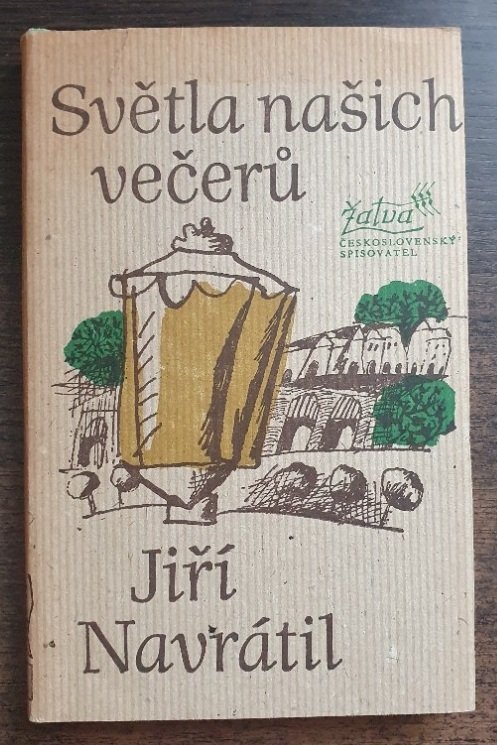 Světla našich
večerů
Žatva
ČESKOSLOVENSKÝ
SPISOVATEL
Jiří
Navrátil